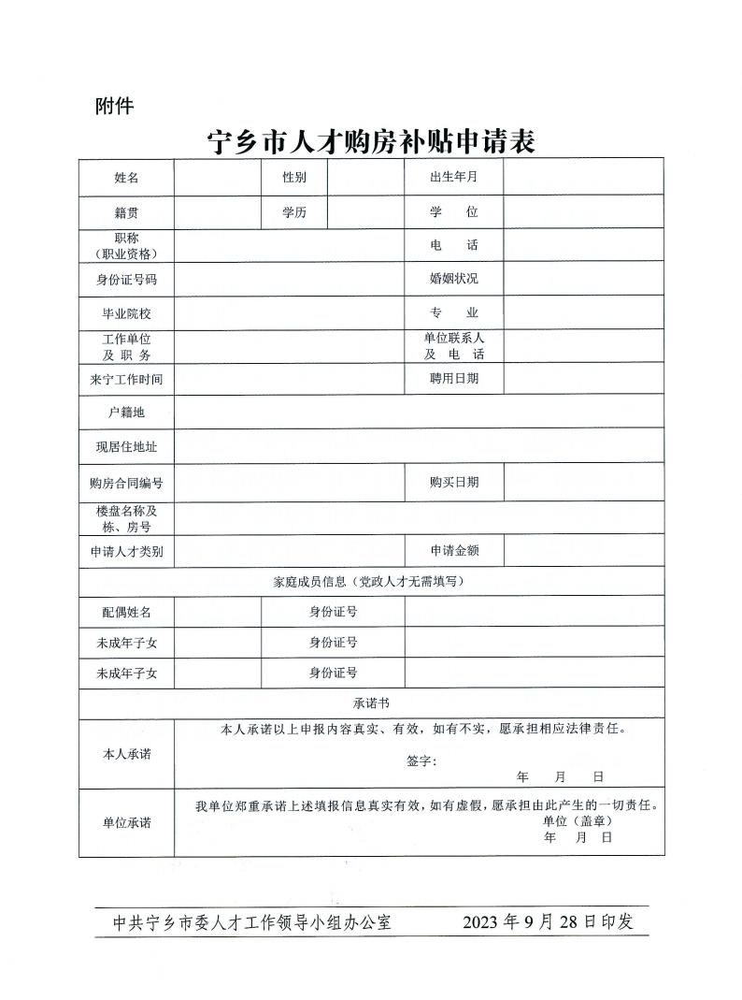 附件
宁乡市人才购房补贴申请表
姓名 性别 出生年月
籍贯 学历 学 位
职称
（职业资格） 电 话
身份证号码 婚姻状况
毕业院校 专 业
工作单位 单位联系人
及 职 务 及 电 话
来宁工作时间 聘用日期
户籍地
现居住地址
购房合同编号 购买日期
楼盘名称及
栋、房号
申请人才类别 申请金额
家庭成员信息（党政人才无需填写）
配偶姓名 身份证号
未成年子女 身份证号
未成年子女 身份证号
承诺书
本人承诺以上申报内容真实、有效，如有不实，愿承担相应法律责任。
本人承诺
签字：
年 月 日
我单位郑重承诺上述填报信息真实有效，如有虚假，愿承担由此产生的一切责任。
单位承诺 单位（盖章）
年 月 日
中共宁乡市委人才工作领导小组办公室 2023年9月28日印发